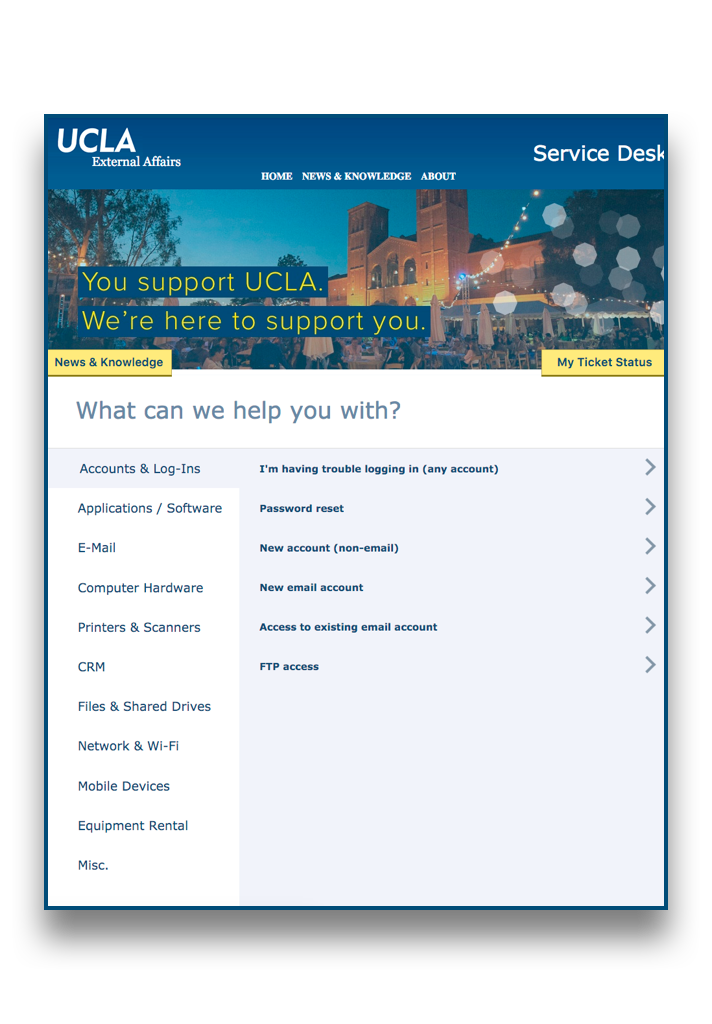 UCLA
External Affairs
Service Desk
HOME NEWS & KNOWLEDGE ABOUT
You support UCLA.
We’re here to support you.
News & Knowledge
My Ticket Status
What can we help you with?
Accounts & Log-Ins
Applications / Software
E-Mail
Computer Hardware
Printers & Scanners
CRM
Files & Shared Drives
Network & Wi-Fi
Mobile Devices
Equipment Rental
Misc.
I'm having trouble logging in (any account)
Password reset
New account (non-email)
New email account
Access to existing email account
FTP access